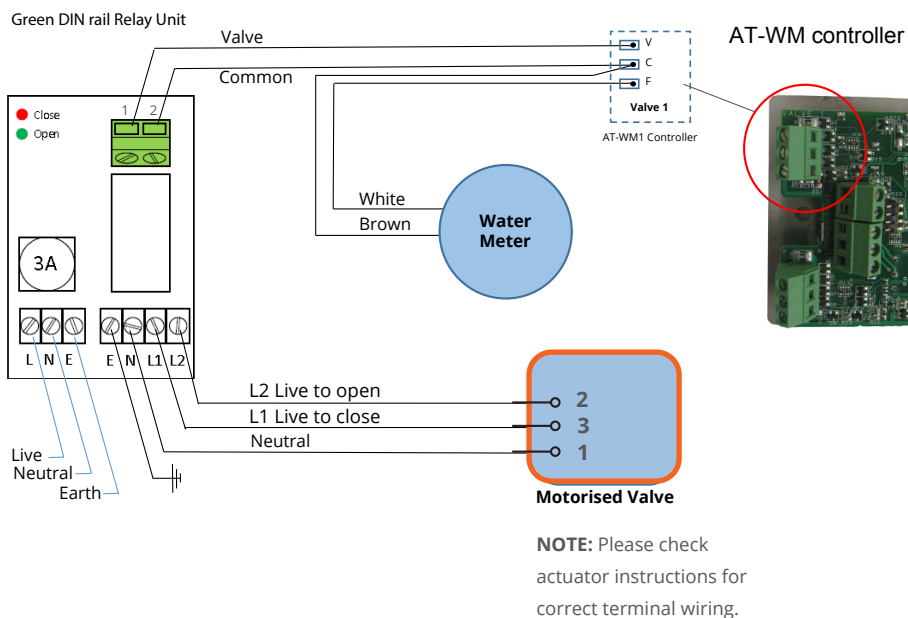 Green DIN rail Relay Unit
Valve
Common
V
C
F
Valve 1
AT-WM1 Controller
AT-WM controller
VALVE
Close
Open
1 2
3A
White
Brown
Water
Meter
L N E
E N L1 L2
L2 Live to open
L1 Live to close
Neutral
2
3
1
Live
Neutral
Earth
Motorised Valve
NOTE: Please check
actuator instructions for
correct terminal wiring.